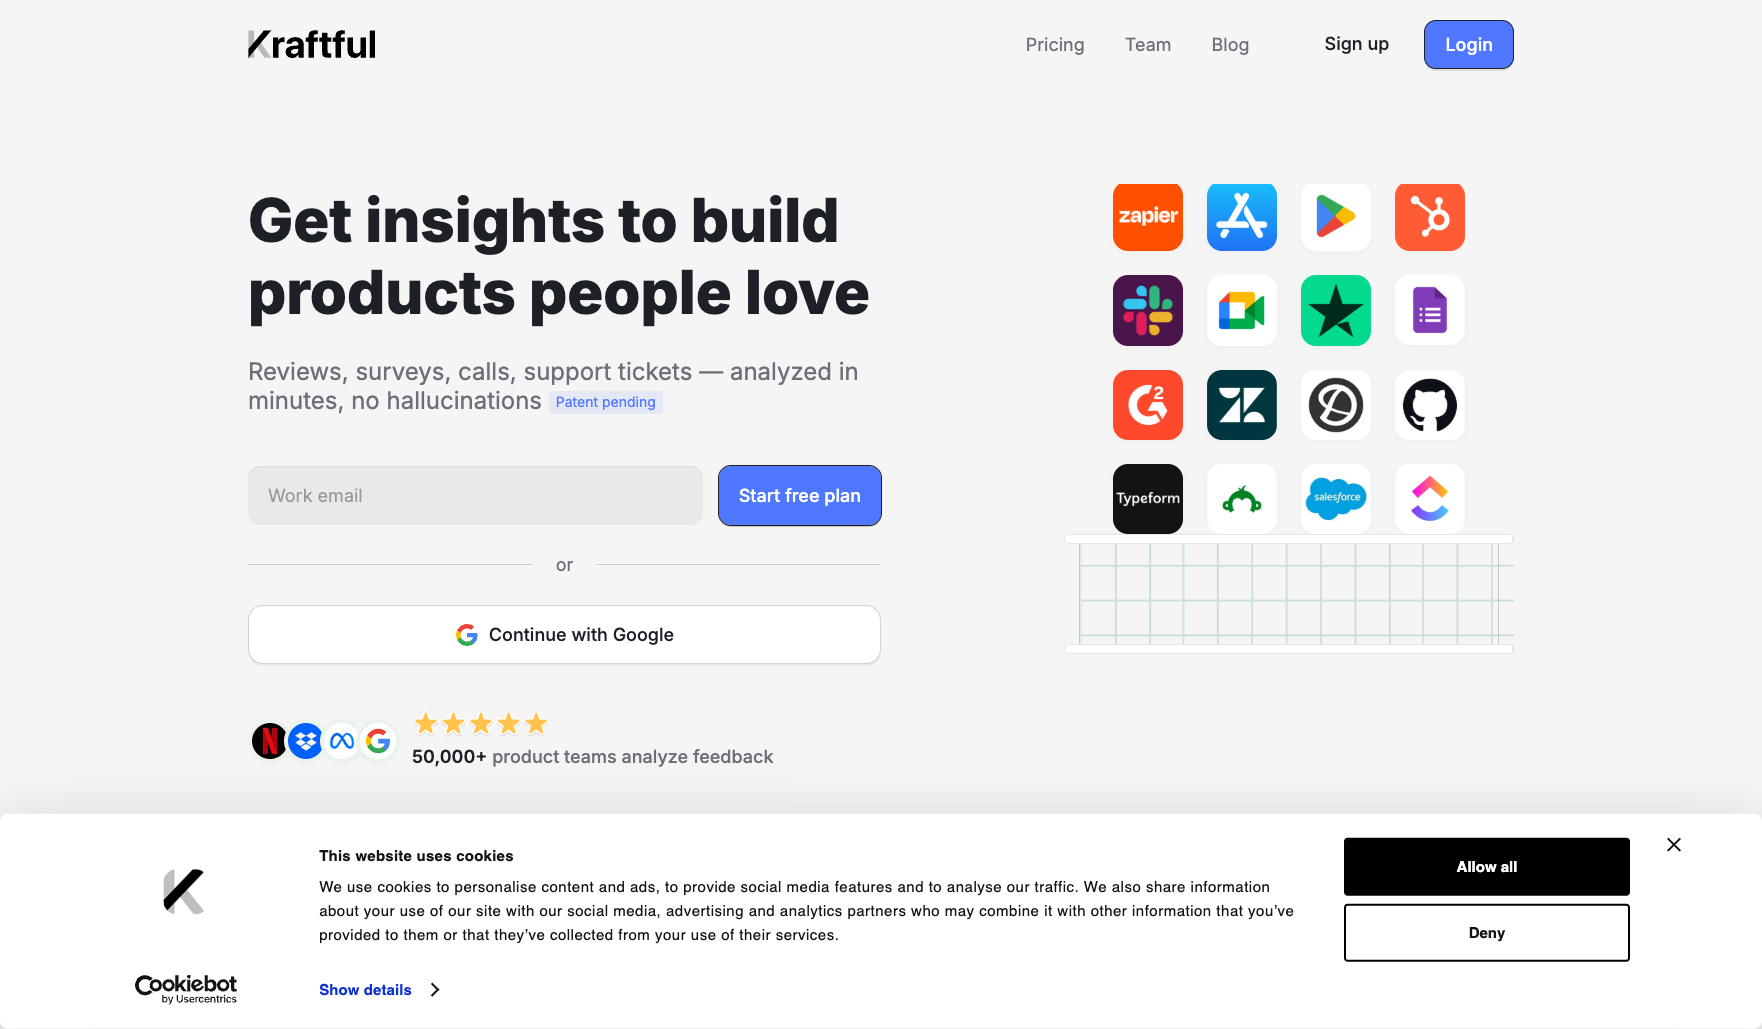 Kraftful
Pricing
Team
Blog
Sign up
Login
Get insights to build
products people love
Reviews, surveys, calls, support tickets — analyzed in
minutes, no hallucinations Patent pending
Work email
Start free plan
or
Continue with Google
50,000+ product teams analyze feedback
zapier
G2
Typeform
salesforce
This website uses cookies
We use cookies to personalise content and ads, to provide social media features and to analyse our traffic. We also share information
about your use of our site with our social media, advertising and analytics partners who may combine it with other information that you've
provided to them or that they've collected from your use of their services.
Show details
Allow all
Deny
Cookiebot
by Usercentrics